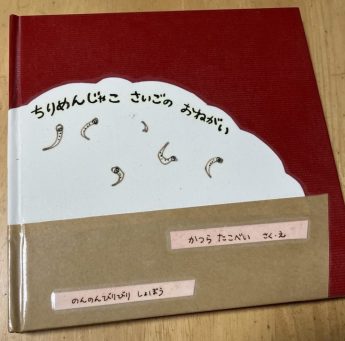 ちりめんじゃこ さいごの おねがい
かつら たこべい さく・え
のんのんびりびり しょぼう